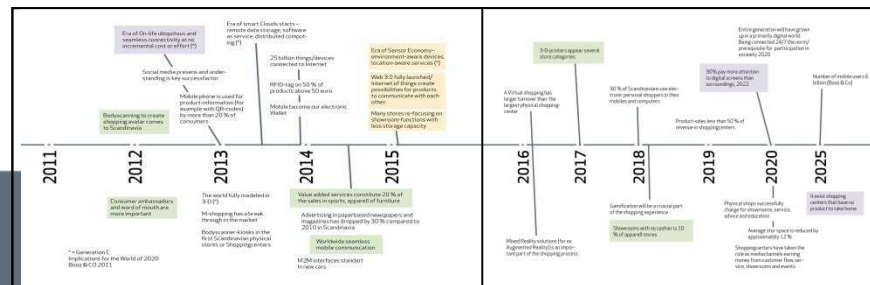 Era of On-life ubiquitous and
seamless connectivity at no
incremental cost or effort (*)
Era of smart Clouds starts –
remote data storage, software
as service, distributed comput-
ing (*)
Social media presens and under-
standing is key successfactor
Mobile phone is used for
product-information (for
example with QR-codes)
by more than 20 % of
consumers
Bodyscanning to create
shopping avatar comes to
Scandinavia
25 billion things/devices
connected to Internet
RFID-tag on 50 % of
products above 50 euro
Mobile become our electronic
Wallet
Era of Sensor Economy–
environment-aware devices,
location-aware services (*)
Web 3.0 fully launched/
Internet of things create
possibilities for products
to communicate with each
other.
Many stores re-focusing on
showroom-functions with
less storage capacity
2011
2012
2013
2014
2015
Consumer ambassadors
and word of mouth are
more important
The world fully modeled in
3-D (*)
M-shopping has a break
through in the market
Bodyscanner-kiosks in the
first Scandinavian physical
stores or Shoppingcenters
Value added services constitute 20 % of
the sales in sports, apparell of furniture
Advertising in paperbased newspapers and
magazines has dropped by 30 % compared to
2010 in Scandinavia
Worldwide seamless
mobile communication
M2M interfaces standart
in new cars
* = Generation C
Implications for the World of 2020
Booz & CO 2011
3-D printers appear several
store categories
A Virtual shopping has
larger turnover than the
largest physical shopping-
center
30 % of Scandinavians use elec-
tronic personal shoppers in their
mobiles and computers
Entire generation will have grown
up in a primarily digital world.
Being connected 24/7 the norm/
prerequisite for participation in
society by 2020
90% pay more attention
to digital screens than
surroundings, 2022
Number of mobile users 6
billion (Booz & Co)
Product-sales less than 50 % of
revenue in shoppingcenters
2016
2017
2018
2019
2020
2025
Mixed Reality solutions (for ex
Augmented Reality) is an impor-
tant part of the shopping process
Gamification will be a crucial part
of the shopping experience
Showrooms with no cashier is 10
% of apparell stores
Physical shops successfully
charge for showrooms, service,
advice and education
Average stor space is reduced by
approximately 12 %
Shoppingcenters have taken the
role as mediachannels earning
money from customer flow, ser-
vice, showrooms and events
It exist shopping
centers that have no
product to take home